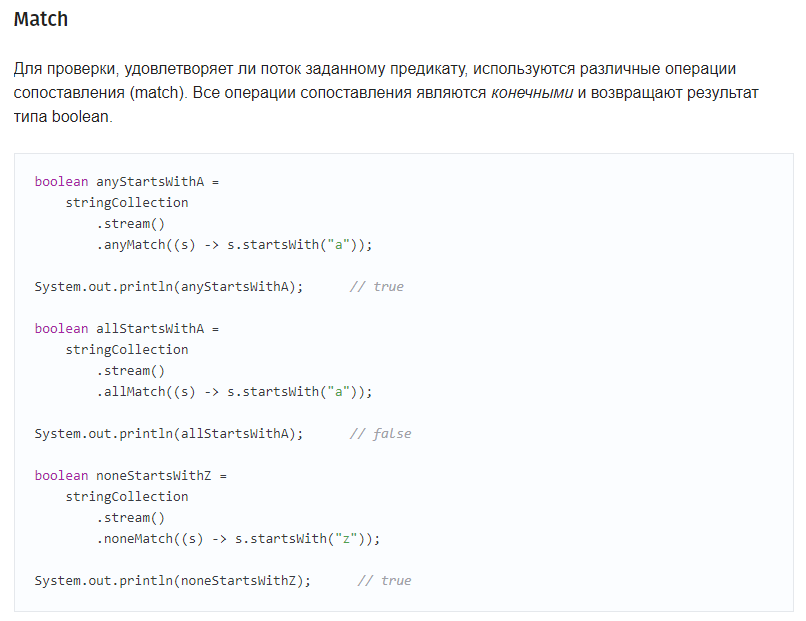 Match
Для проверки, удовлетворяет ли поток заданному предикату, используются различные операции
сопоставления (match). Все операции сопоставления являются конечными и возвращают результат
типа boolean.
boolean anyStartsWithA =
    stringCollection
        .stream()
        .anyMatch((s) -> s.startsWith("a"));
System.out.println(anyStartsWithA);      // true
boolean allStartsWithA =
    stringCollection
        .stream()
        .allMatch((s) -> s.startsWith("a"));
System.out.println(allStartsWithA);      // false
boolean noneStartsWithZ =
    stringCollection
        .stream()
        .noneMatch((s) -> s.startsWith("z"));
System.out.println(noneStartsWithZ);      // true